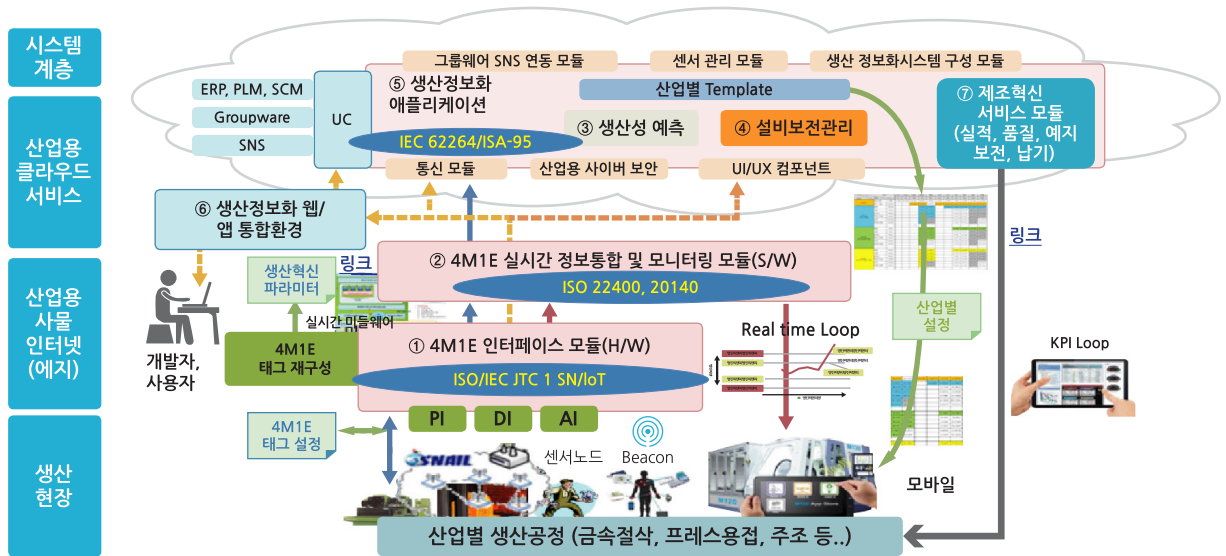 시스템
계층
산업용
클라우드
서비스
산업용
사물
인터넷
(에지)
생산
현장
그룹웨어 SNS 연동 모듈
센서 관리 모듈
생산 정보화시스템 구성 모듈
ERP, PLM, SCM
Groupware
SNS
UC
⑤ 생산정보화
애플리케이션
산업별 Template
③ 생산성 예측
④ 설비보전관리
IEC 62264/ISA-95
⑦ 제조혁신
서비스 모듈
(실적, 품질, 예지
보전, 납기)
통신 모듈
산업용 사이버 보안
UI/UX 컴포넌트
⑥ 생산정보화 웹/
앱 통합환경
링크
링크
생산혁신
파라미터
② 4M1E 실시간 정보통합 및 모니터링 모듈(S/W)
ISO 22400, 20140
실시간 미들웨어
개발자,
사용자
4M1E
태그 재구성
① 4M1E 인터페이스 모듈(H/W)
ISO/IEC JTC 1 SN/IoT
Real time Loop
산업별
설정
KPI Loop
PI
DI
AI
4M1E
태그 설정
SNAIL
센서노드
Beacon
모바일
산업별 생산공정 (금속절삭, 프레스용접, 주조 등..)